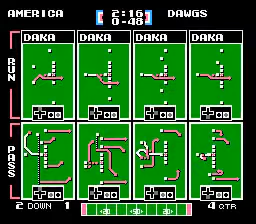 AMERICA 2:16 DAWGS
0-48
DAKA DAKA DAKA DAKA
RUN
PASS
2 DOWN 1 4 QTR
+20 +50 +20